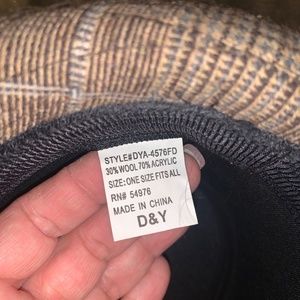 STYLE#DYA-4576FD
30%WOOL 70% ACRYLIC
SIZE: ONE SIZE FITS ALL
RN# 54976
MADE IN CHINA
D&Y